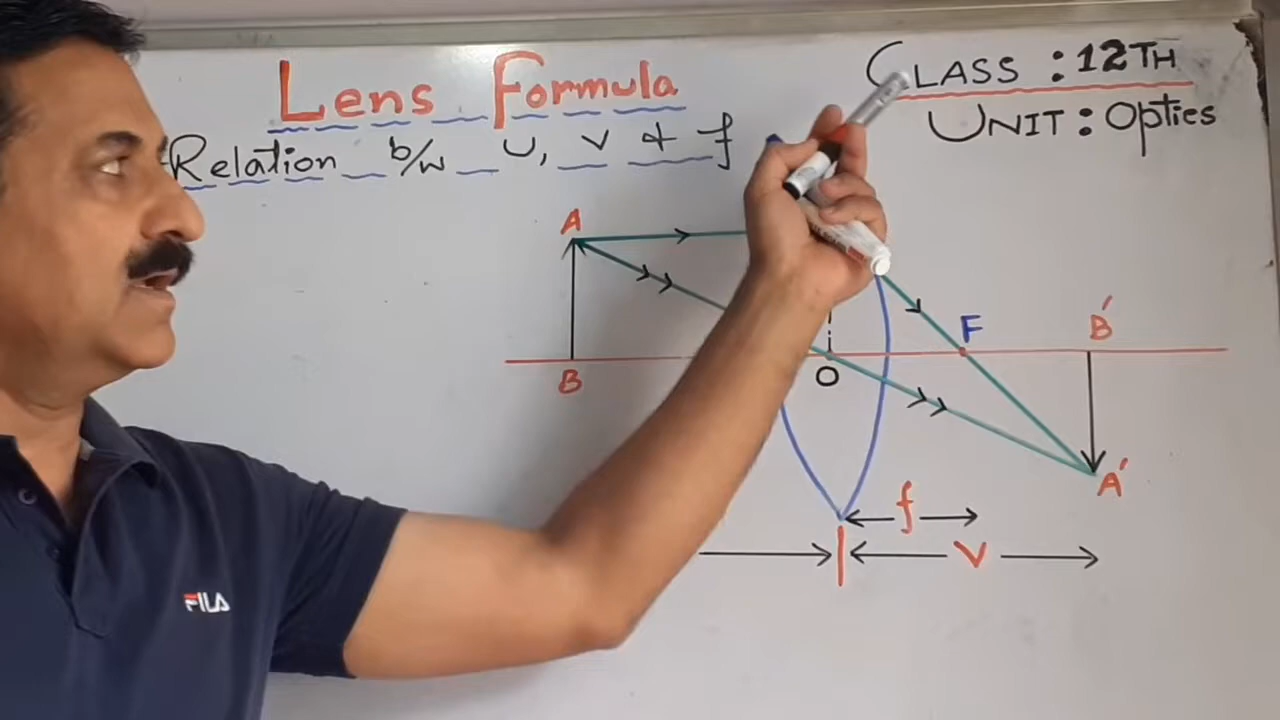 Lens Formula
Relation b/w u, v & f
CLASS : 12TH
UNIT : Optics
A
F
B'
B
O
A'
f
v
FILA